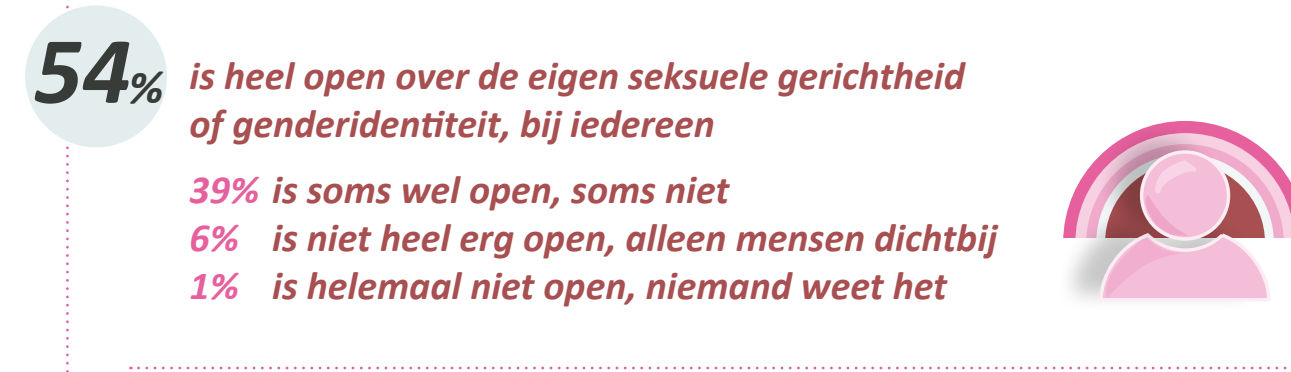 54% is heel open over de eigen seksuele gerichtheid
of genderidentiteit, bij iedereen
39% is soms wel open, soms niet
6% is niet heel erg open, alleen mensen dichtbij
1% is helemaal niet open, niemand weet het